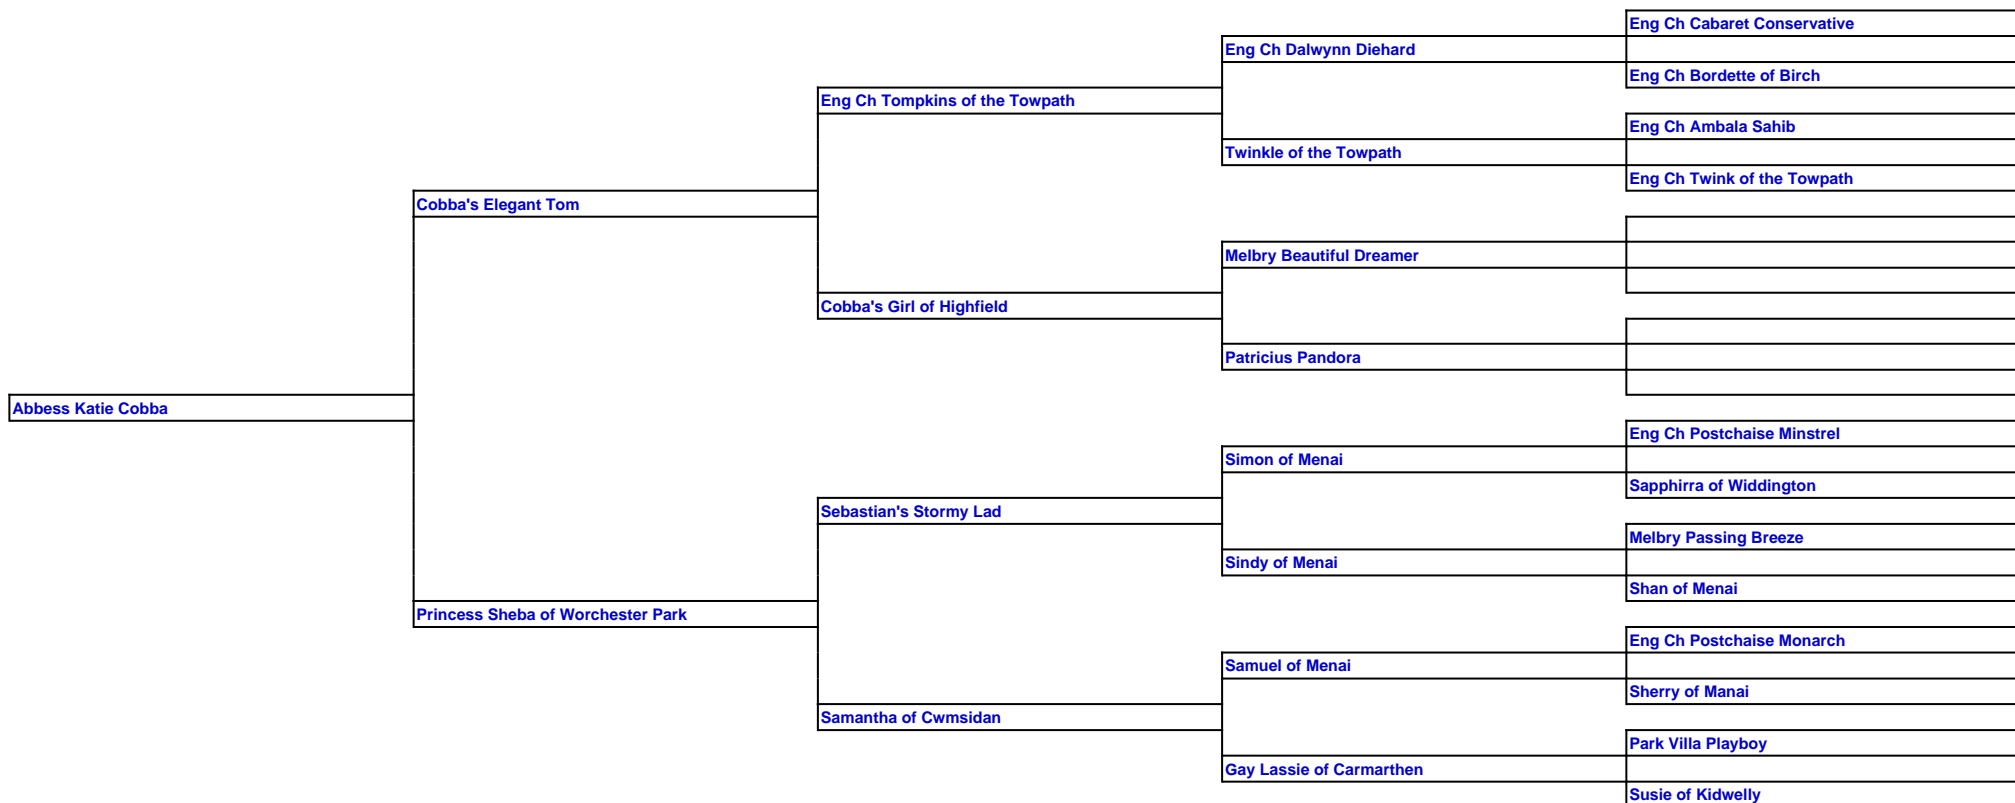 Eng Ch Cabaret Conservative
Eng Ch Dalwynn Diehard
Eng Ch Bordette of Birch
Eng Ch Tompkins of the Towpath
Eng Ch Ambala Sahib
Twinkle of the Towpath
Eng Ch Twink of the Towpath
Cobba's Elegant Tom
Melbry Beautiful Dreamer
Cobba's Girl of Highfield
Patricius Pandora
Abbess Katie Cobba
Eng Ch Postchaise Minstrel
Simon of Menai
Sapphirra of Widdington
Sebastian's Stormy Lad
Melbry Passing Breeze
Sindy of Menai
Shan of Menai
Princess Sheba of Worchester Park
Eng Ch Postchaise Monarch
Samuel of Menai
Sherry of Manai
Samantha of Cwmsidan
Park Villa Playboy
Gay Lassie of Carmarthen
Susie of Kidwelly